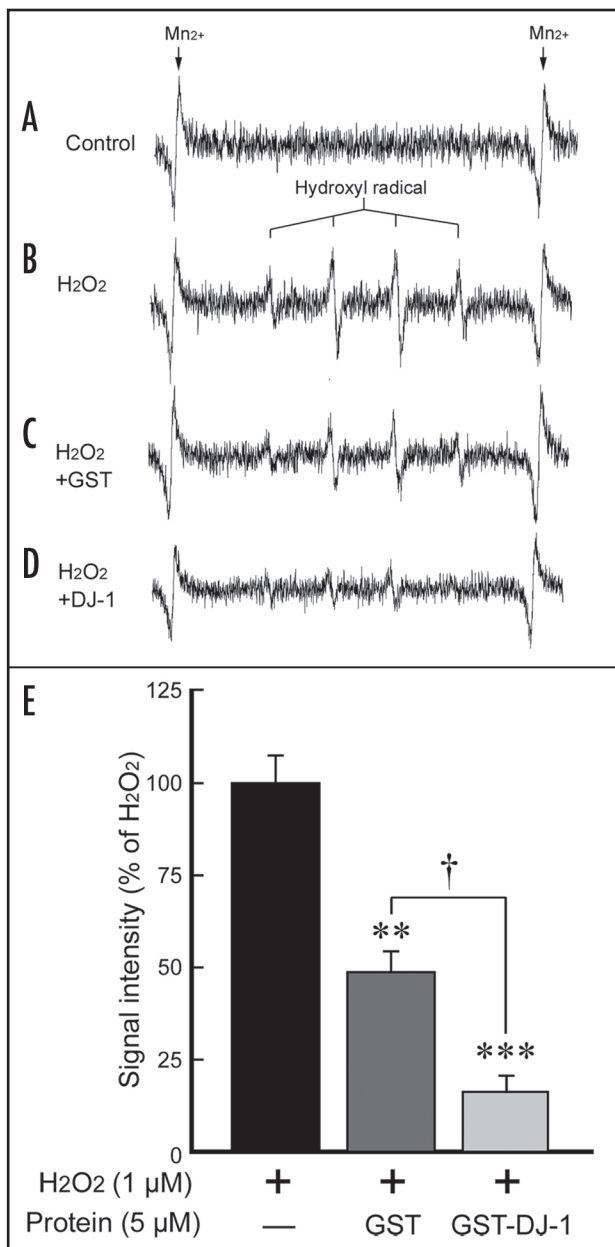 Mn2+ Mn2+
A
Control
Hydroxyl radical
B
H2O2
C
H2O2
+GST
D
H2O2
+DJ-1
E
125
100
75
50
25
0
Signal intensity (% of H2O2)
†
**
***
H2O2 (1 µM) + + +
Protein (5 µM) — GST GST-DJ-1